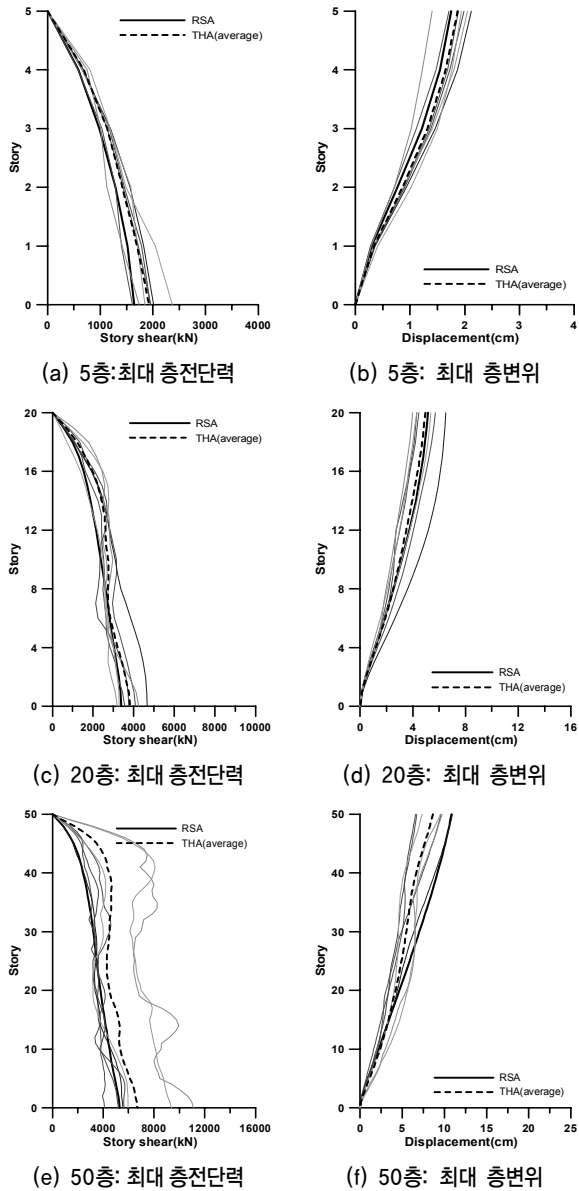 5
4
3
2
1
0
Story
RSA
THA(average)
0 1000 2000 3000 4000
Story shear(kN)
(a) 5층:최대 층전단력
5
4
3
2
1
0
Story
RSA
THA(average)
0 1 2 3 4
Displacement(cm)
(b) 5층: 최대 층변위
20
16
12
8
4
0
Story
RSA
THA(average)
0 2000 4000 6000 8000 10000
Story shear(kN)
(c) 20층: 최대 층전단력
20
16
12
8
4
0
Story
RSA
THA(average)
0 4 8 12 16
Displacement(cm)
(d) 20층: 최대 층변위
50
40
30
20
10
0
Story
RSA
THA(average)
0 4000 8000 12000 16000
Story shear(kN)
(e) 50층: 최대 층전단력
50
40
30
20
10
0
Story
RSA
THA(average)
0 5 10 15 20 25
Displacement(cm)
(f) 50층: 최대 층변위